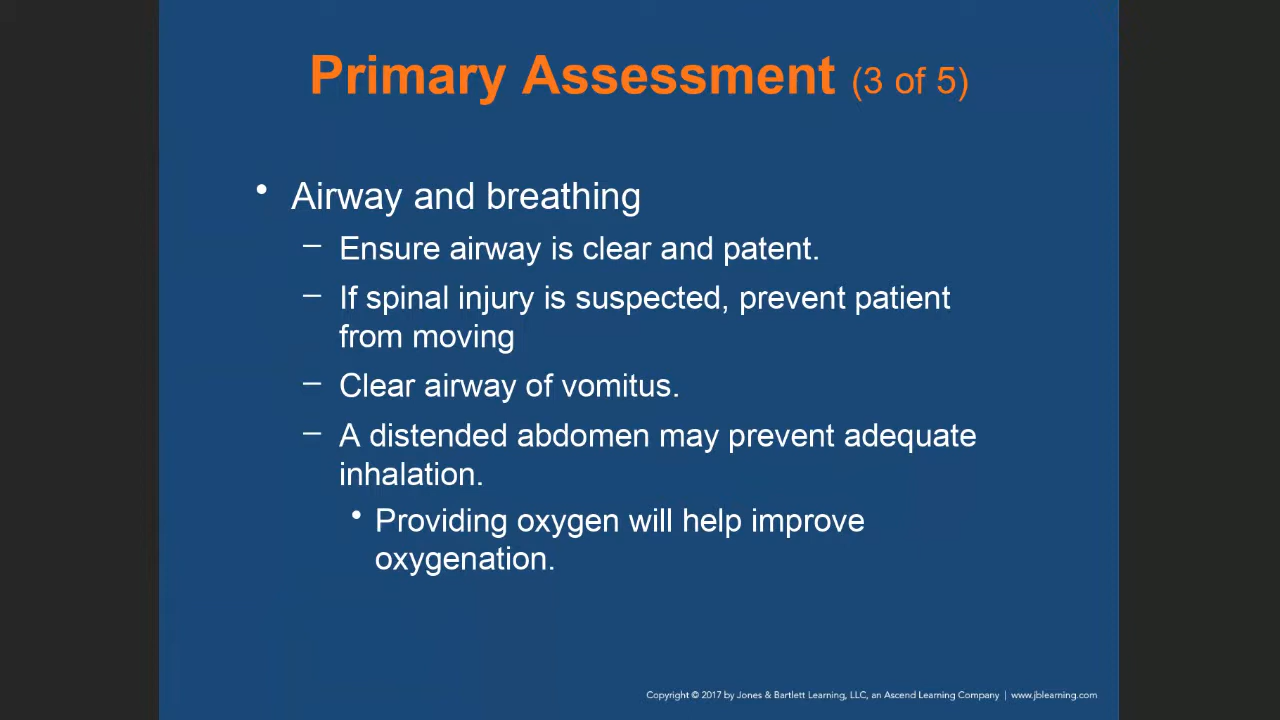 Primary Assessment (3 of 5)
• Airway and breathing
– Ensure airway is clear and patent.
– If spinal injury is suspected, prevent patient
from moving
– Clear airway of vomitus.
– A distended abdomen may prevent adequate
inhalation.
• Providing oxygen will help improve
oxygenation.
Copyright © 2017 by Jones & Bartlett Learning, LLC, an Ascend Learning Company | www.jblearning.com